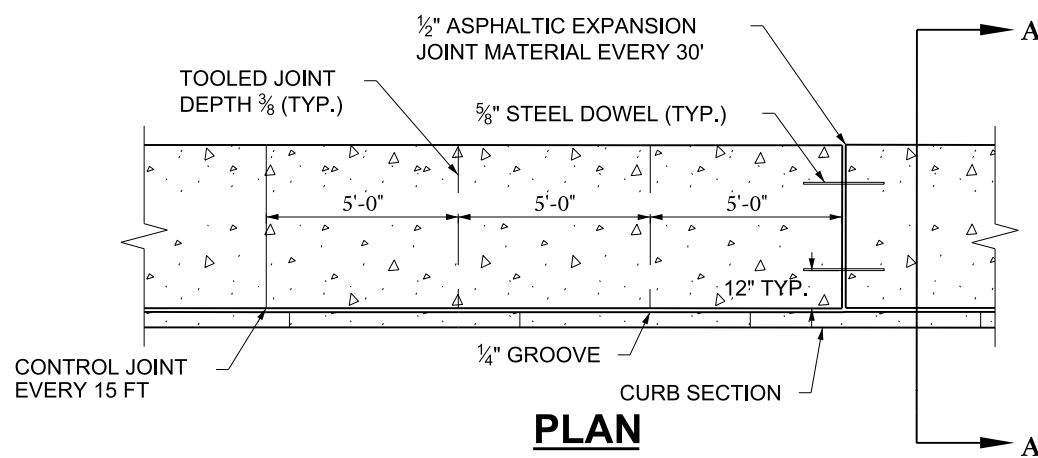 ½" ASPHALTIC EXPANSION
JOINT MATERIAL EVERY 30'
A
TOOLED JOINT
DEPTH ⅜ (TYP.)
⅝" STEEL DOWEL (TYP.)
5'-0"
5'-0"
5'-0"
12" TYP.
¼" GROOVE
CONTROL JOINT
EVERY 15 FT
CURB SECTION
PLAN
A